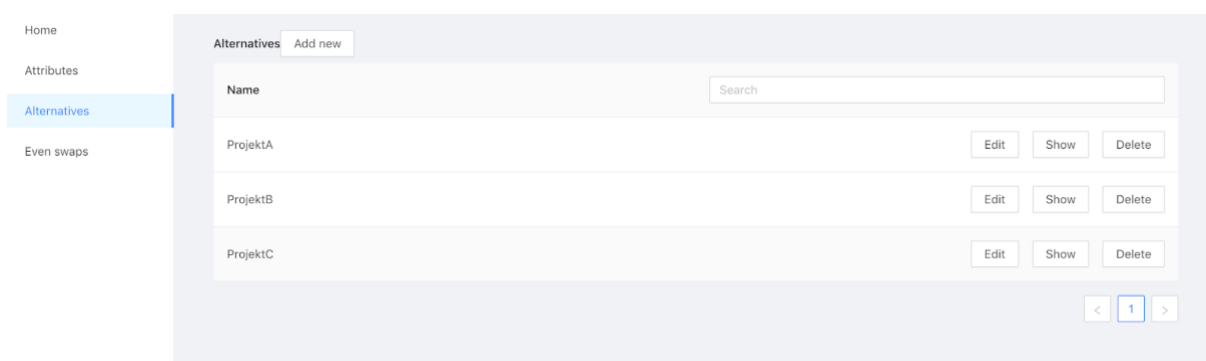 Home
Attributes
Alternatives
Even swaps
Alternatives Add new
Name Search
ProjektA Edit Show Delete
ProjektB Edit Show Delete
ProjektC Edit Show Delete
< 1 >